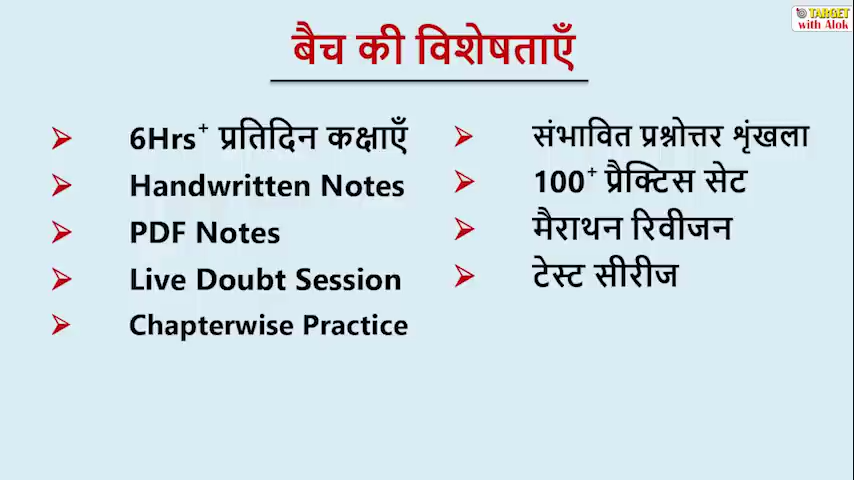 TARGET
with Alok
बैच की विशेषताएँ
6Hrs+ प्रतिदिन कक्षाएँ
Handwritten Notes
PDF Notes
Live Doubt Session
Chapterwise Practice
संभावित प्रश्नोत्तर शृंखला
100+ प्रैक्टिस सेट
मैराथन रिवीजन
टेस्ट सीरीज